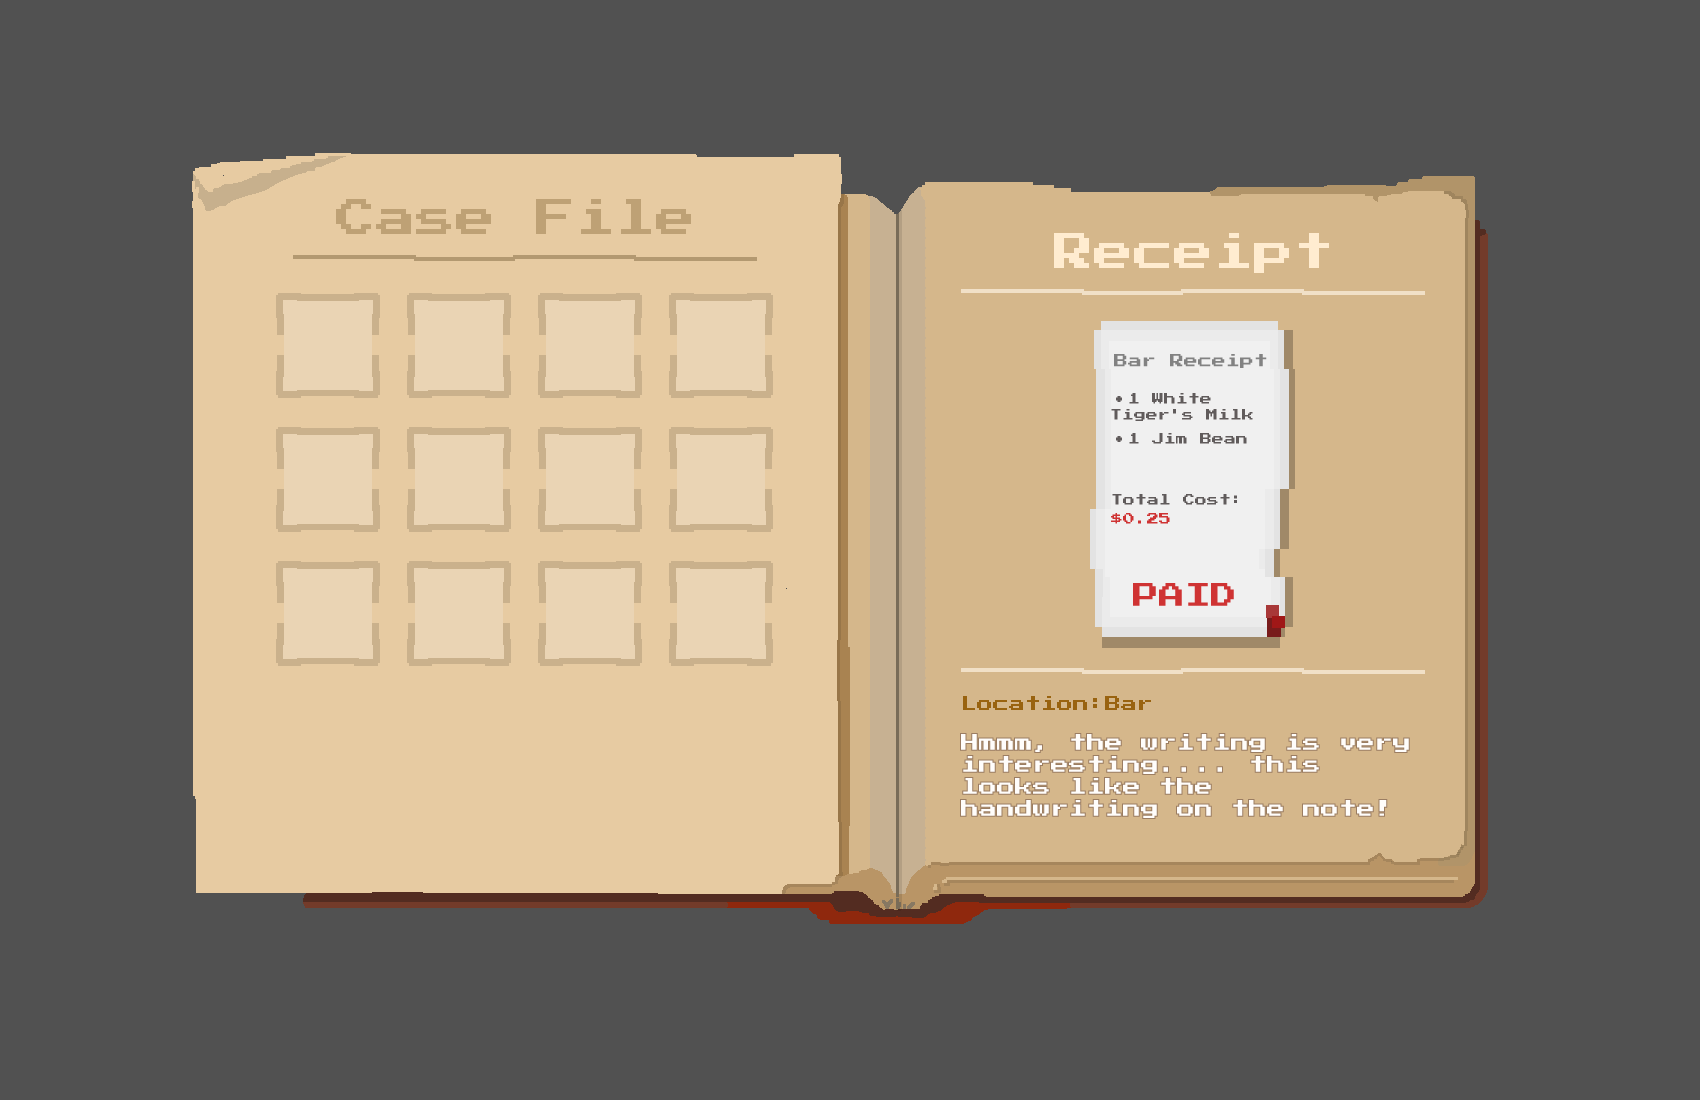 Case File
Receipt
Bar Receipt
•1 White
Tiger's Milk
•1 Jim Bean
Total Cost:
$0.25
PAID
Location:Bar
Hmmm, the writing is very
interesting.... this
looks like the
handwriting on the note!